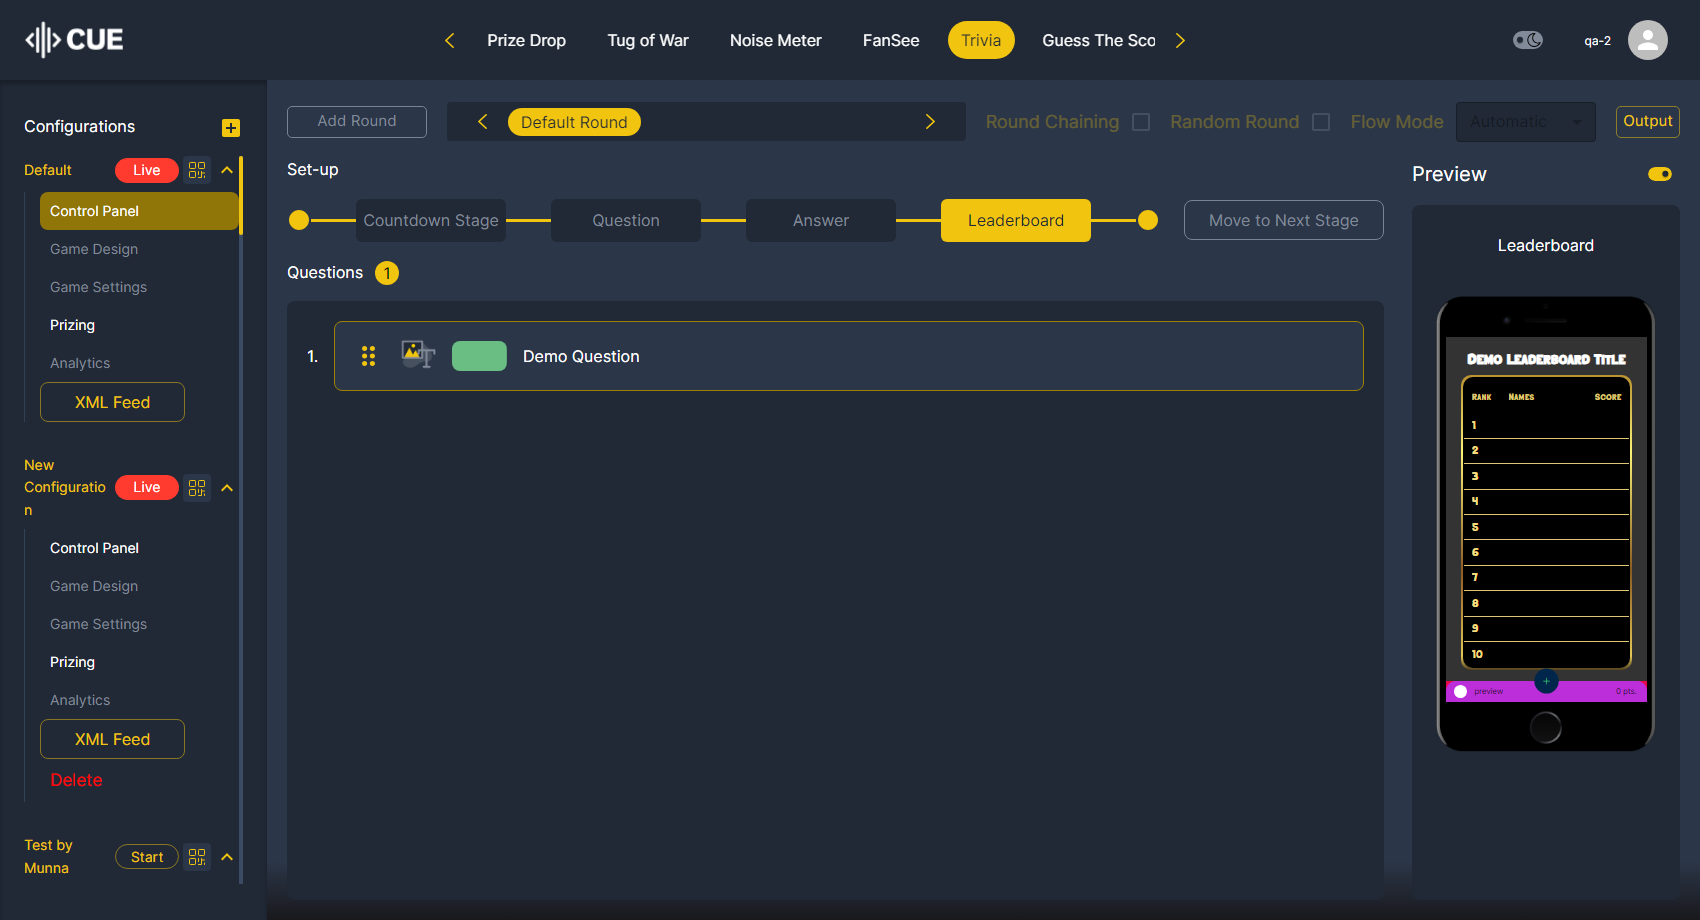 CUE
Prize Drop
Tug of War
Noise Meter
FanSee
Trivia
Guess The Sco
qa-2
Configurations
Default
Live
Control Panel
Game Design
Game Settings
Prizing
Analytics
XML Feed
New
Configuratio
n
Live
Control Panel
Game Design
Game Settings
Prizing
Analytics
XML Feed
Delete
Test by
Munna
Start
Add Round
Default Round
Round Chaining
Random Round
Flow Mode
Automatic
Output
Set-up
Countdown Stage
Question
Answer
Leaderboard
Move to Next Stage
Questions 1
1.
Demo Question
Preview
Leaderboard
Demo Leaderboard Title
Rank Names Score
1
2
3
4
5
6
7
8
9
10
preview
0 pts.